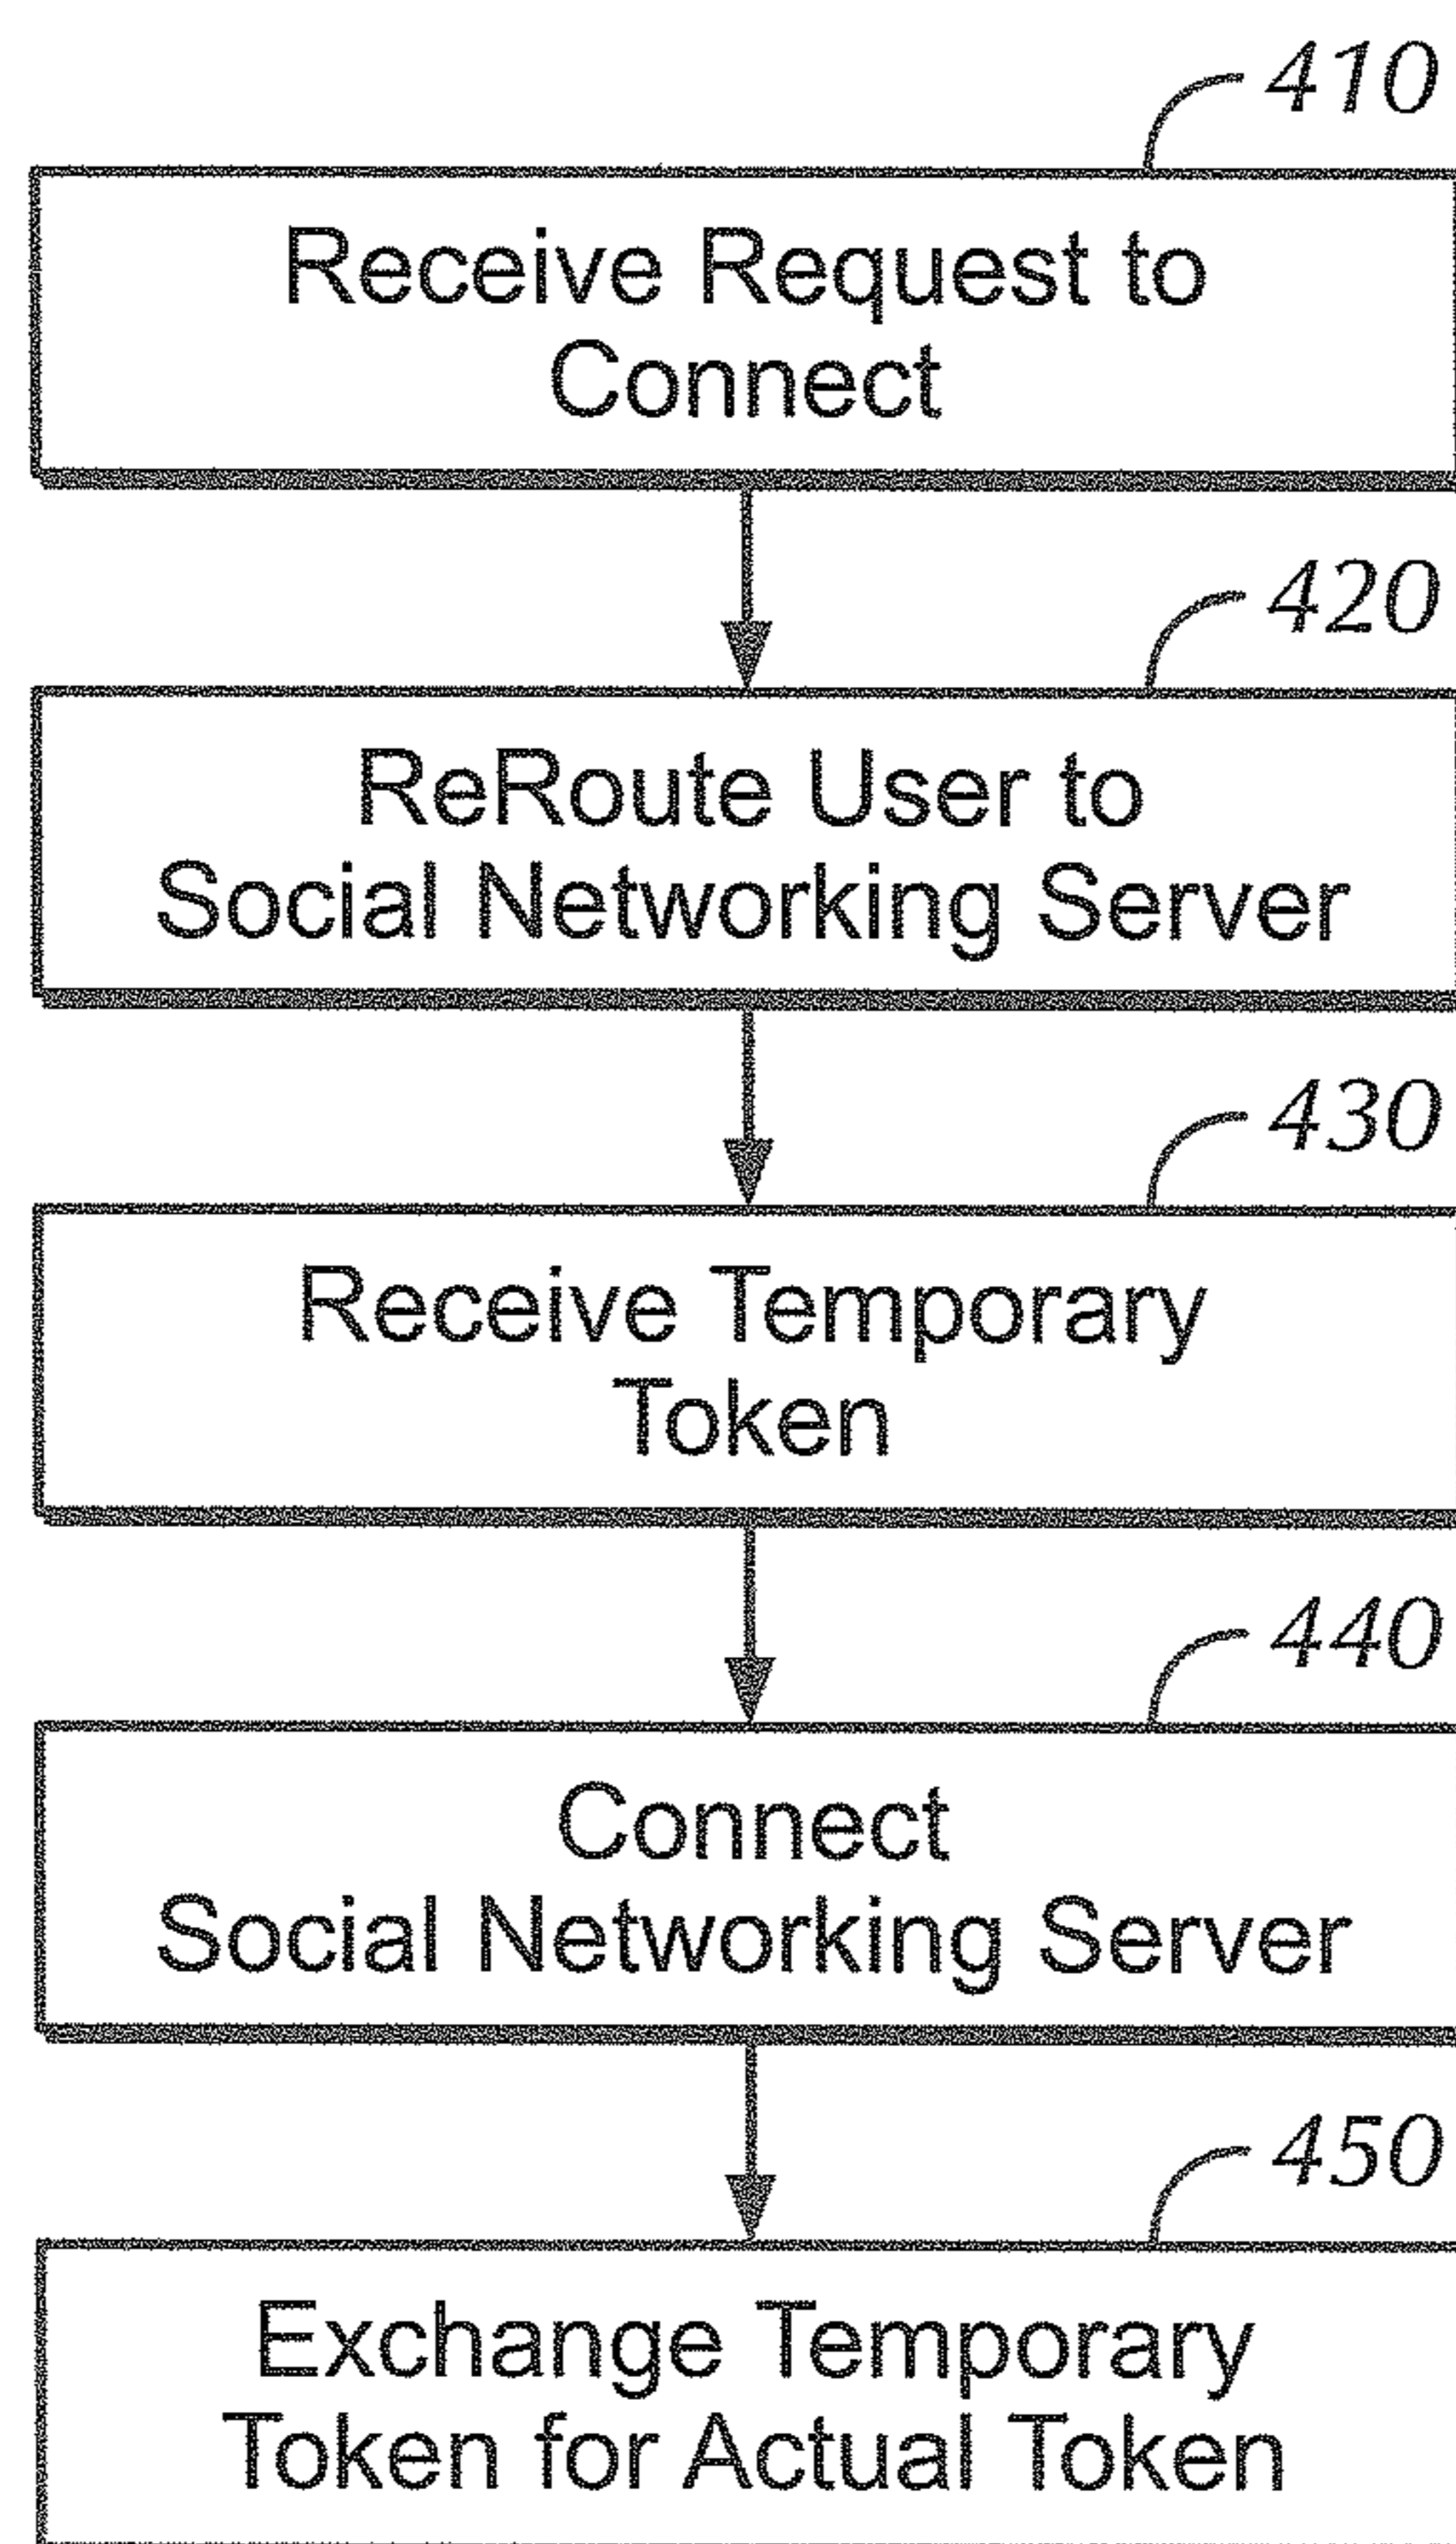 410
Receive Request to
Connect
420
ReRoute User to
Social Networking Server
430
Receive Temporary
Token
440
Connect
Social Networking Server
450
Exchange Temporary
Token for Actual Token